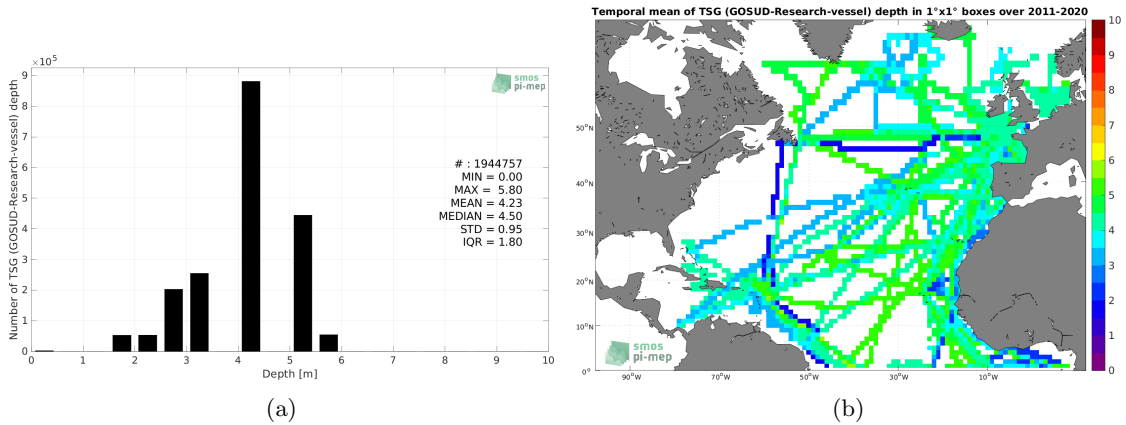 ×10⁵
9
8
7
6
5
4
3
2
1
0
Number of TSG (GOSUD-Research-vessel) depth
smos
pi-mep
# : 1944757
MIN = 0.00
MAX = 5.80
MEAN = 4.23
MEDIAN = 4.50
STD = 0.95
IQR = 1.80
0 1 2 3 4 5 6 7 8 9 10
Depth [m]
(a)
Temporal mean of TSG (GOSUD-Research-vessel) depth in 1°x1° boxes over 2011-2020
50°N
40°N
30°N
20°N
10°N
0°
90°W 70°W 50°W 30°W 10°W
smos
pi-mep
10
9
8
7
6
5
4
3
2
1
0
(b)